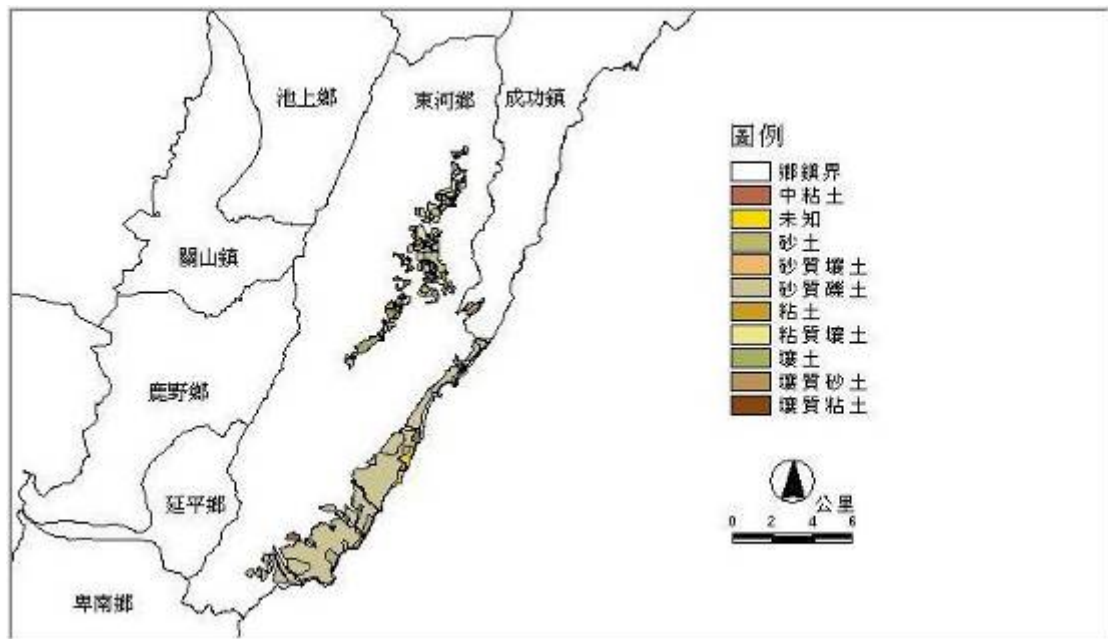 池上鄉
東河鄉
成功鎮
關山鎮
鹿野鄉
延平鄉
卑南鄉
圖例
鄉鎮界
中粘土
未知
砂土
砂質壤土
砂質礫土
粘土
粘質壤土
壤土
壤質砂土
壤質粘土
公里
0 2 4 6